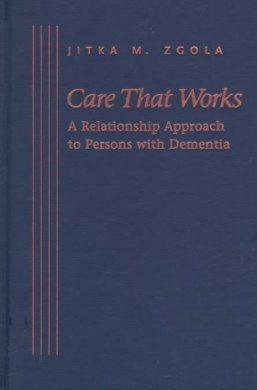 JITKA M. ZGOLA
Care That Works
A Relationship Approach
to Persons with Dementia